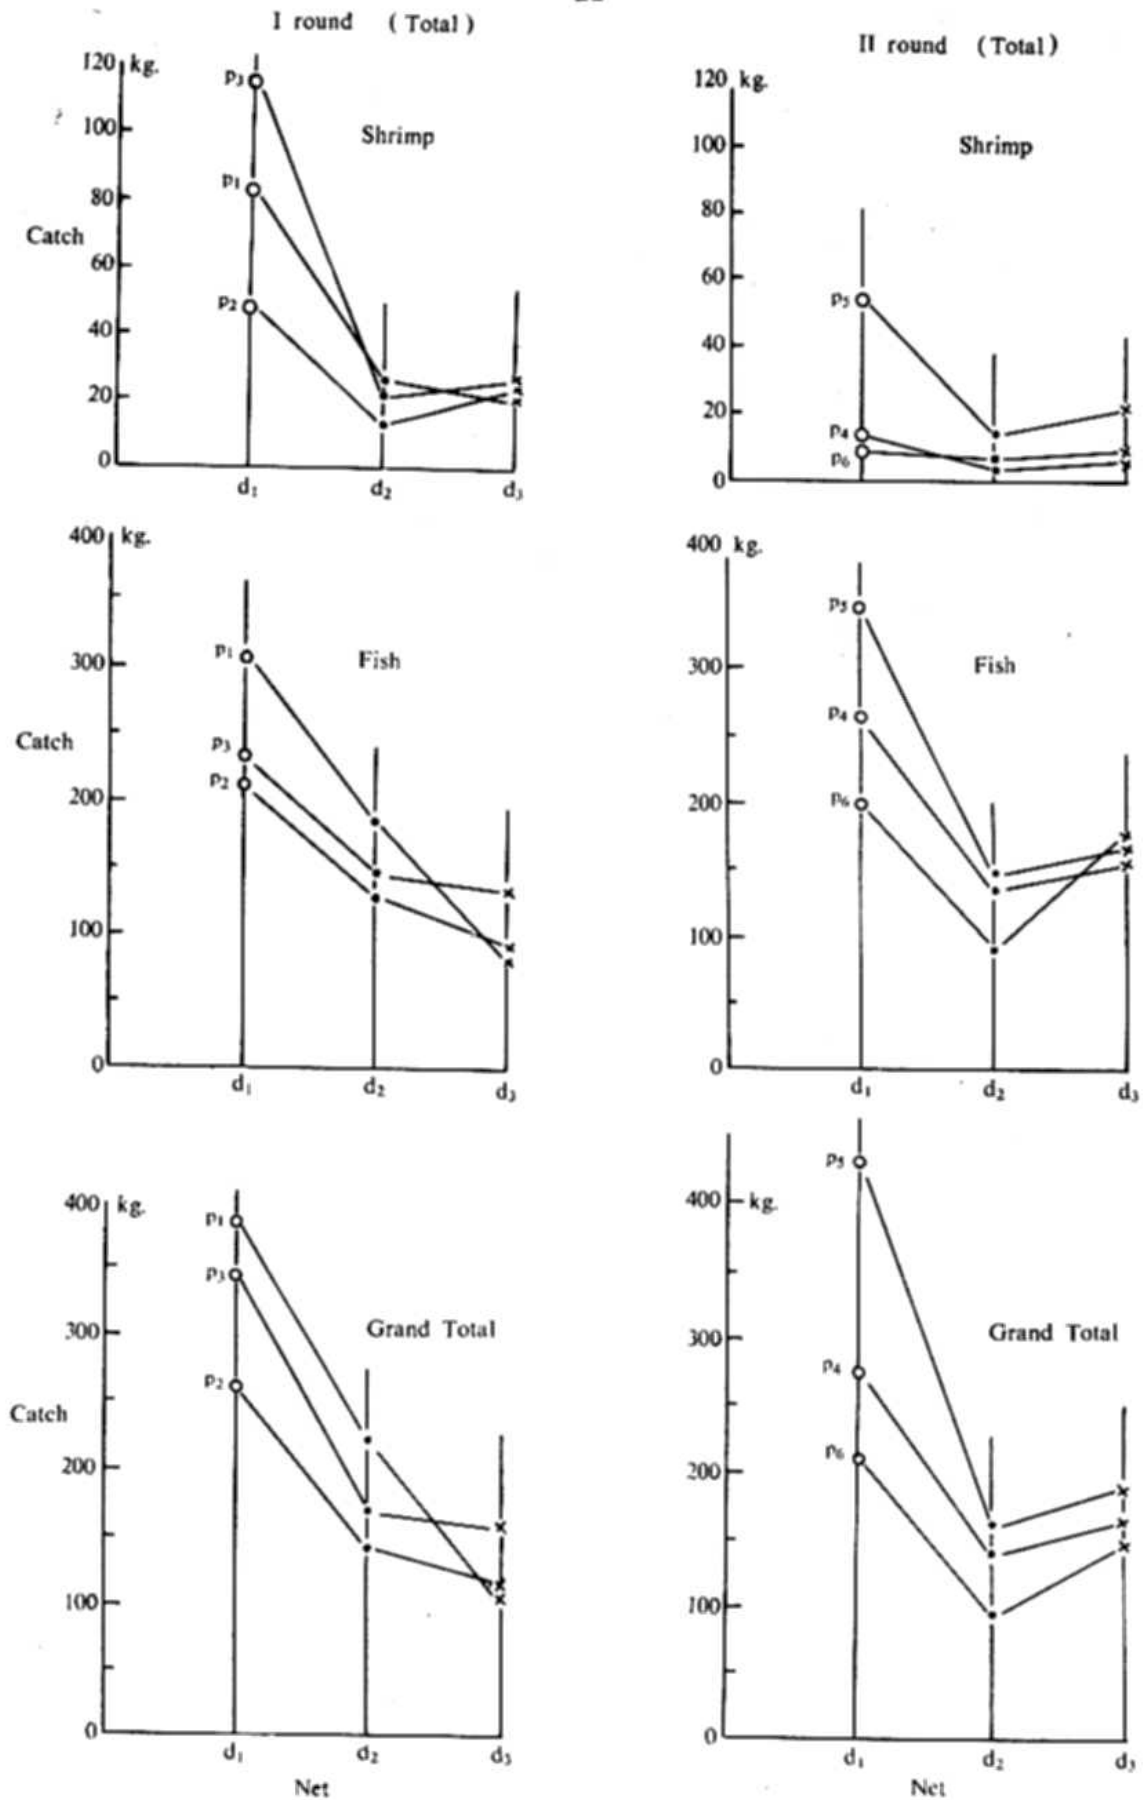 I round (Total)
120 kg.
100
80
60
40
20
0
Catch
Shrimp
p3
p1
p2
d1 d2 d3
II round (Total)
120 kg.
100
80
60
40
20
0
Shrimp
p5
p4
p6
400 kg.
300
200
100
0
Catch
Fish
p1
p3
p2
d1 d2 d3
400 kg.
300
200
100
0
Fish
p5
p4
p6
d1 d2 d3
400 kg.
300
200
100
0
Catch
Grand Total
p1
p3
p2
d1 d2 d3
Net
400 kg.
300
200
100
0
Grand Total
p5
p4
p6
d1 d2 d3
Net